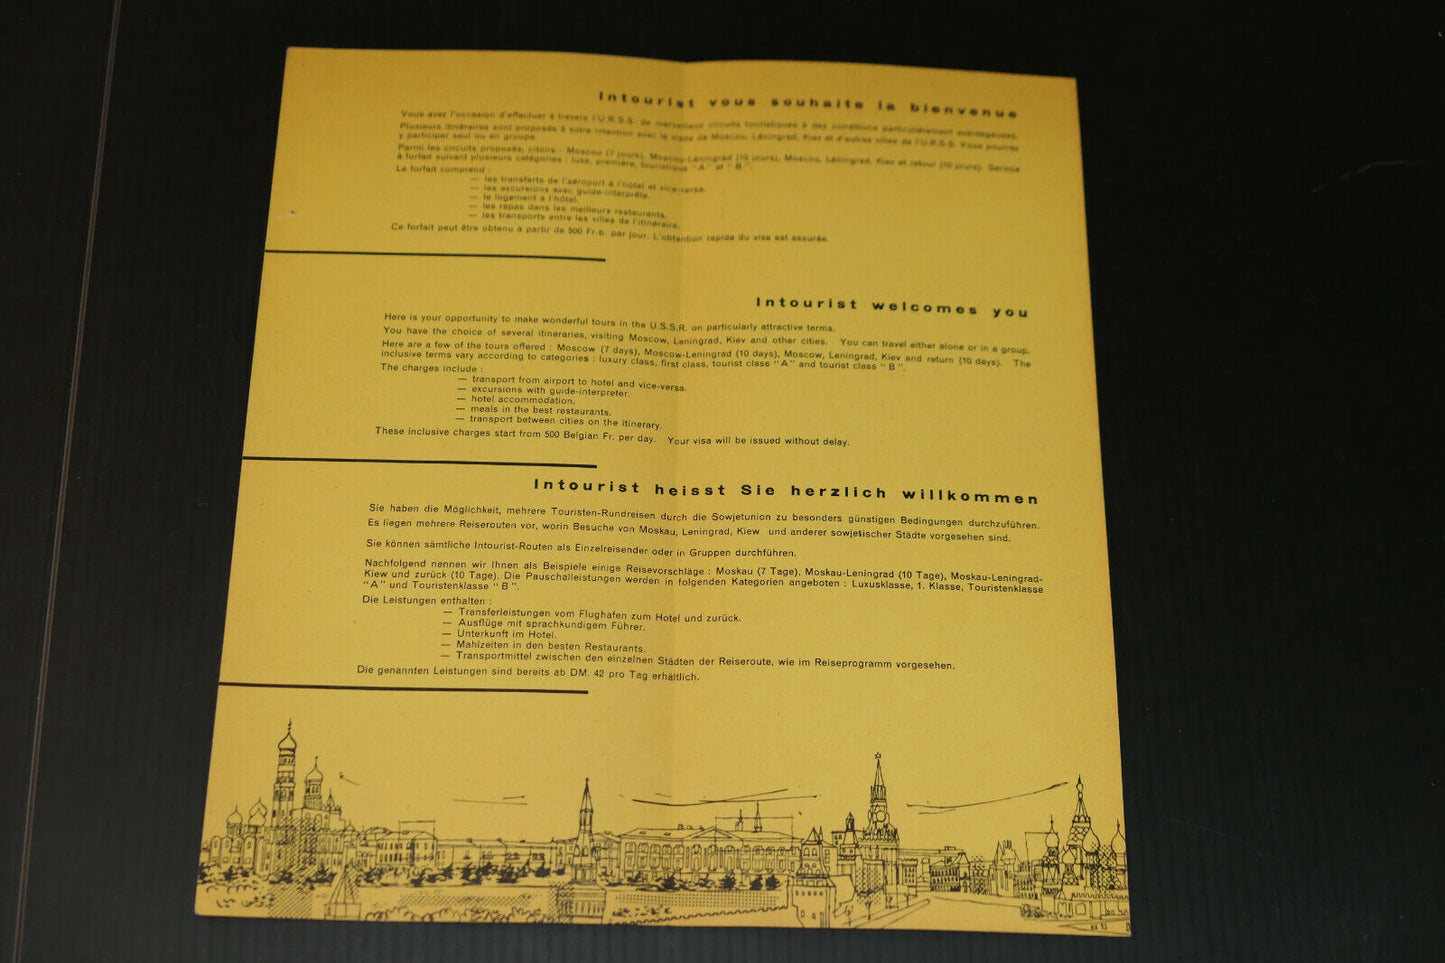 Intourist vous souhaite la bienvenue
Vous avez l'occasion d'effectuer à travers l'U.R.S.S. de merveilleux circuits touristiques à des conditions particulièrement avantageuses.
Plusieurs itinéraires sont proposés à votre intention avec la visite de Moscou, Léningrad, Kiev et d'autres villes de l'U.R.S.S. Vous pourrez
y participer seul ou en groupe.
Parmi les circuits proposés, citons : Moscou (7 jours), Moscou-Léningrad (10 jours), Moscou, Léningrad, Kiev et retour (10 jours). Service
à forfait suivant plusieurs catégories : luxe, première, touristique "A" et "B".
Le forfait comprend :
— les transferts de l'aéroport à l'hôtel et vice-versa.
— les excursions avec guide-interprète.
— le logement à l'hôtel.
— les repas dans les meilleurs restaurants.
— les transports entre les villes de l'itinéraire.
Ce forfait peut être obtenu à partir de 500 Fr.b. par jour. L'obtention rapide du visa est assurée.
Intourist welcomes you
Here is your opportunity to make wonderful tours in the U.S.S.R. on particularly attractive terms.
You have the choice of several itineraries, visiting Moscow, Leningrad, Kiev and other cities. You can travel either alone or in a group.
Here are a few of the tours offered : Moscow (7 days), Moscow-Leningrad (10 days), Moscow, Leningrad, Kiev and return (10 days). The
inclusive terms vary according to categories : luxury class, first class, tourist class "A" and tourist class "B".
The charges include :
— transport from airport to hotel and vice-versa.
— excursions with guide-interpreter.
— hotel accommodation.
— meals in the best restaurants.
— transport between cities on the itinerary.
These inclusive charges start from 500 Belgian Fr. per day. Your visa will be issued without delay.
Intourist heisst Sie herzlich willkommen
Sie haben die Möglichkeit, mehrere Touristen-Rundreisen durch die Sowjetunion zu besonders günstigen Bedingungen durchzuführen.
Es liegen mehrere Reiserouten vor, worin Besuche von Moskau, Leningrad, Kiew und anderer sowjetischer Städte vorgesehen sind.
Sie können sämtliche Intourist-Routen als Einzelreisender oder in Gruppen durchführen.
Nachfolgend nennen wir Ihnen als Beispiele einige Reisevorschläge : Moskau (7 Tage), Moskau-Leningrad (10 Tage), Moskau-Leningrad-
Kiew und zurück (10 Tage). Die Pauschalleistungen werden in folgenden Kategorien angeboten : Luxusklasse, 1. Klasse, Touristenklasse
"A" und Touristenklasse "B".
Die Leistungen enthalten :
— Transferleistungen vom Flughafen zum Hotel und zurück.
— Ausflüge mit sprachkundigem Führer.
— Unterkunft im Hotel.
— Mahlzeiten in den besten Restaurants.
— Transportmittel zwischen den einzelnen Städten der Reiseroute, wie im Reiseprogramm vorgesehen.
Die genannten Leistungen sind bereits ab DM. 42 pro Tag erhältlich.